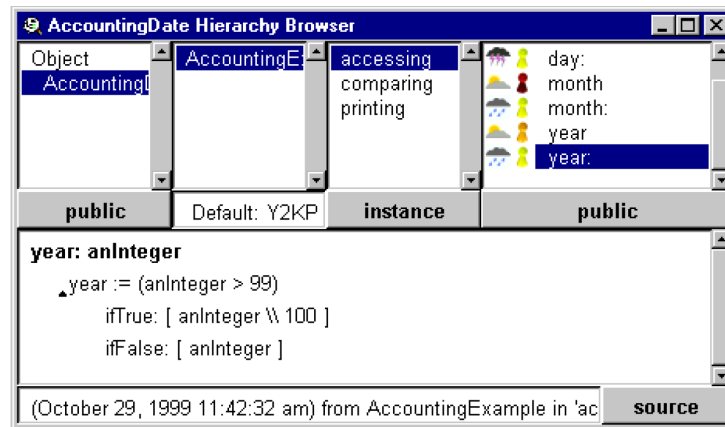 AccountingDate Hierarchy Browser
Object
AccountingD
AccountingE
accessing
comparing
printing
day:
month
month:
year
year:
public
Default: Y2KP
instance
public
year: anInteger
year := (anInteger > 99)
ifTrue: [ anInteger \\ 100 ]
ifFalse: [ anInteger ]
(October 29, 1999 11:42:32 am) from AccountingExample in 'ac
source